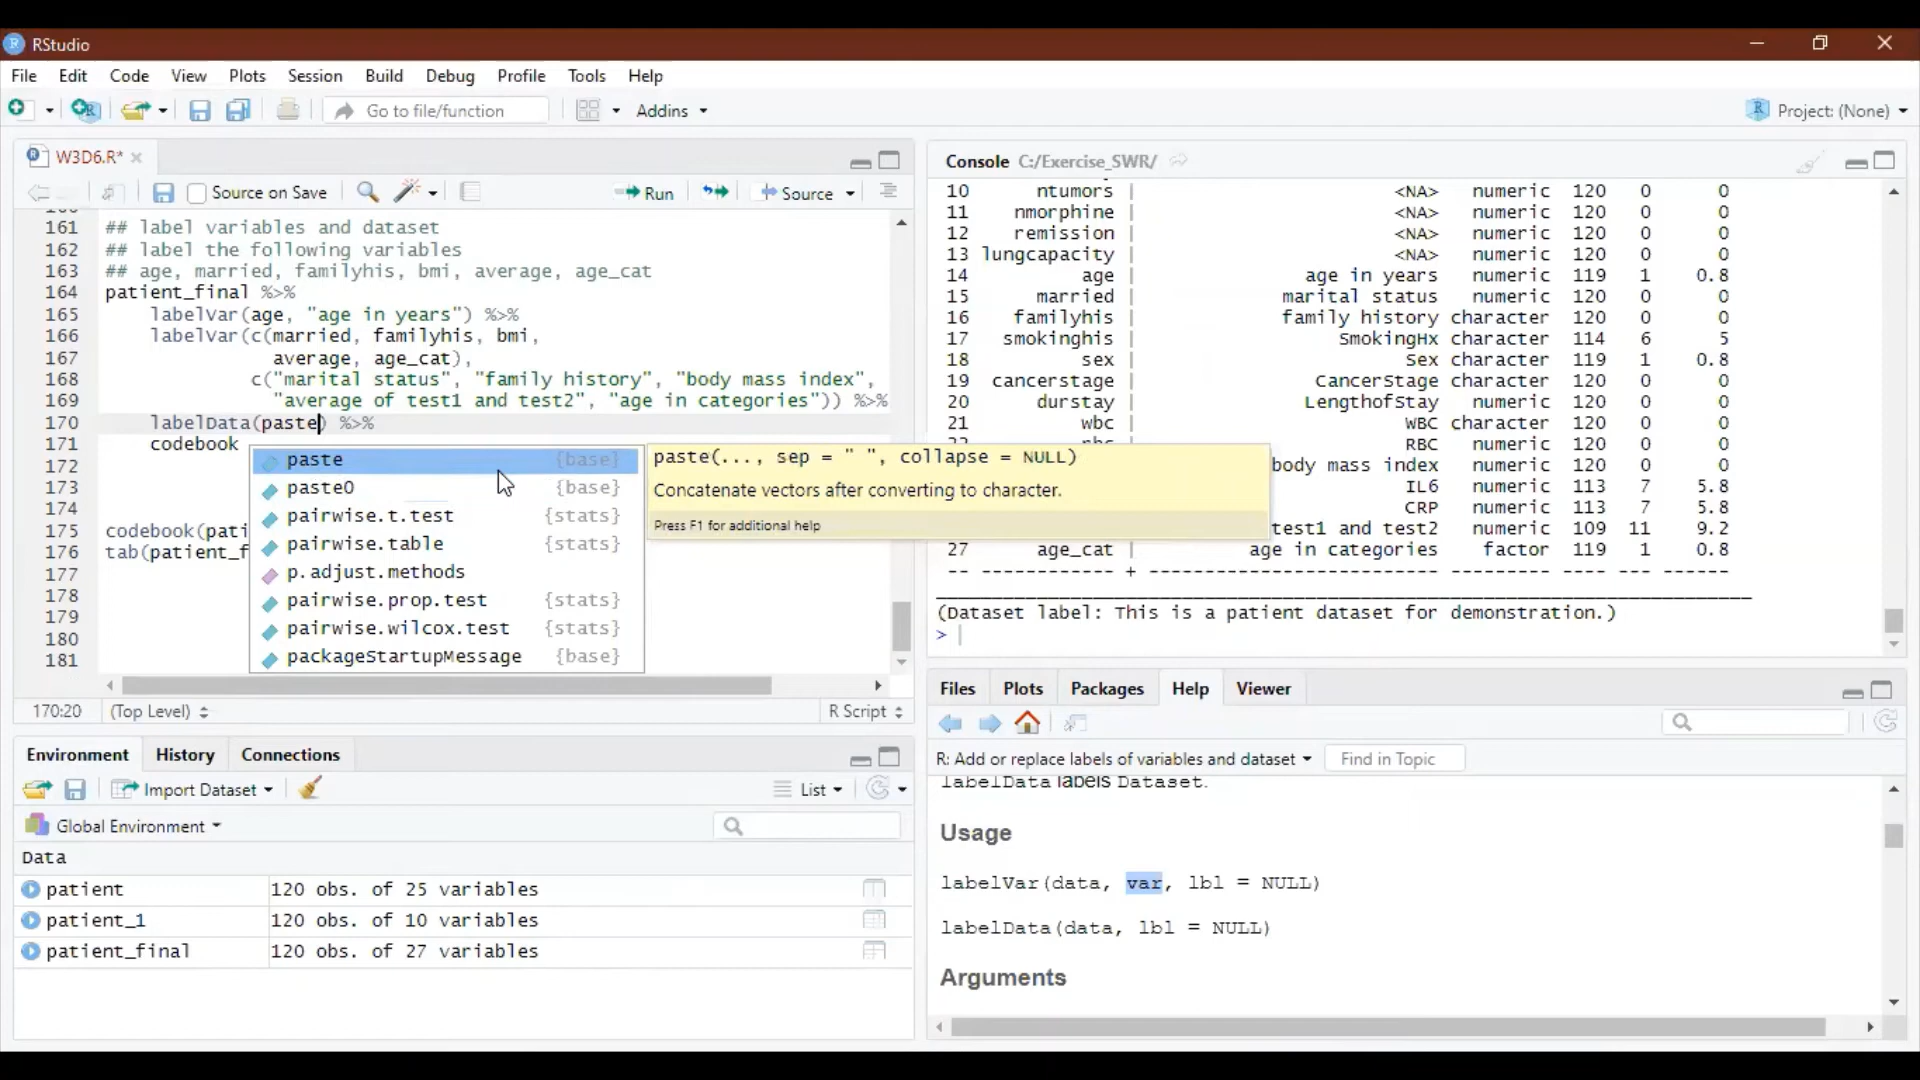 RStudio
File Edit Code View Plots Session Build Debug Profile Tools Help
Go to file/function Addins Project: (None)
W3D6.R*
Source on Save Run Source
161 ## label variables and dataset
162 ## label the following variables
163 ## age, married, familyhis, bmi, average, age_cat
164 patient_final %>%
165 labelVar(age, "age in years") %>%
166 labelVar(c(married, familyhis, bmi,
167 average, age_cat),
168 c("marital status", "family history", "body mass index",
169 "average of test1 and test2", "age in categories")) %>%
170 labelData(paste) %>%
171 codebook
172
173
174
175 codebook(pati
176 tab(patient_f
177
178
179
180
181
paste {base}
paste0 {base}
pairwise.t.test {stats}
pairwise.table {stats}
p.adjust.methods
pairwise.prop.test {stats}
pairwise.wilcox.test {stats}
packageStartupMessage {base}
paste(..., sep = " ", collapse = NULL)
Concatenate vectors after converting to character.
Press F1 for additional help
170:20 (Top Level) R Script
Console C:/Exercise_SWR/
10 ntumors | <NA> numeric 120 0 0
11 nmorphine | <NA> numeric 120 0 0
12 remission | <NA> numeric 120 0 0
13 lungcapacity | <NA> numeric 120 0 0
14 age | age in years numeric 119 1 0.8
15 married | marital status numeric 120 0 0
16 familyhis | family history character 120 0 0
17 smokinghis | SmokingHx character 114 6 5
18 sex | Sex character 119 1 0.8
19 cancerstage | CancerStage character 120 0 0
20 durstay | LengthofStay numeric 120 0 0
21 wbc | WBC character 120 0 0
RBC numeric 120 0 0
body mass index numeric 120 0 0
IL6 numeric 113 7 5.8
CRP numeric 113 7 5.8
test1 and test2 numeric 109 11 9.2
27 age_cat | age in categories factor 119 1 0.8
-- ------------ + -------------------------- --------- ---- --- ------
(Dataset label: This is a patient dataset for demonstration.)
>
Environment History Connections
Import Dataset List
Global Environment
Data
patient 120 obs. of 25 variables
patient_1 120 obs. of 10 variables
patient_final 120 obs. of 27 variables
Files Plots Packages Help Viewer
R: Add or replace labels of variables and dataset Find in Topic
labelData labels Dataset.
Usage
labelVar(data, var, lbl = NULL)
labelData(data, lbl = NULL)
Arguments